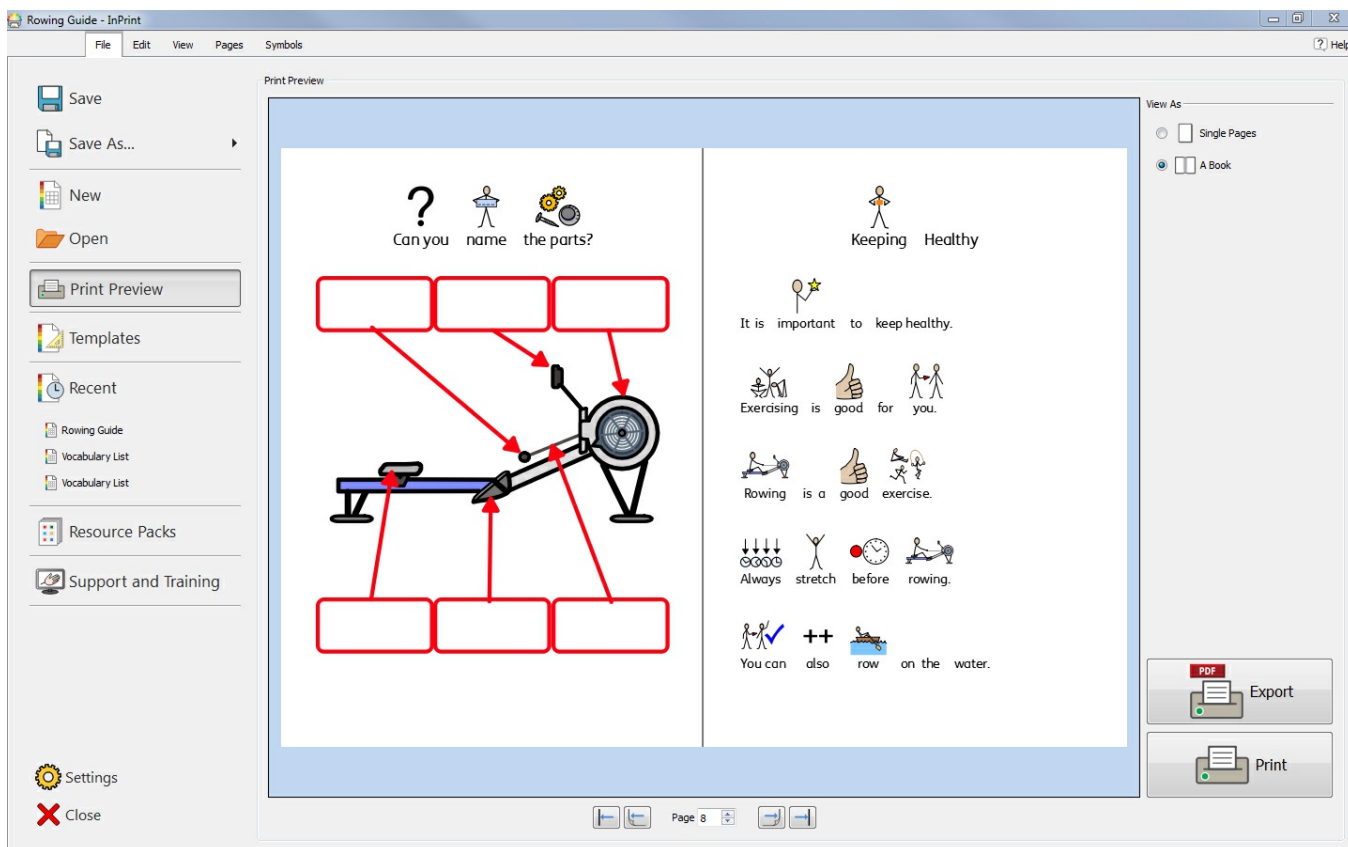 Rowing Guide - InPrint
File Edit View Pages Symbols
Help
Save
Save As...
New
Open
Print Preview
Templates
Recent
Rowing Guide
Vocabulary List
Vocabulary List
Resource Packs
Support and Training
Settings
Close
Print Preview
?
Can you name the parts?
Keeping Healthy
It is important to keep healthy.
Exercising is good for you.
Rowing is a good exercise.
Always stretch before rowing.
++
You can also row on the water.
Page 8
View As
Single Pages
A Book
PDF
Export
Print